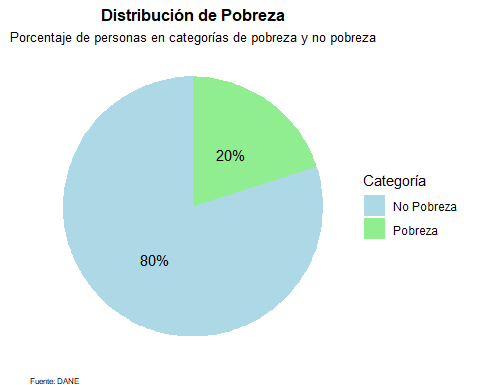 Distribución de Pobreza
Porcentaje de personas en categorías de pobreza y no pobreza
20%
80%
Categoría
No Pobreza
Pobreza
Fuente: DANE